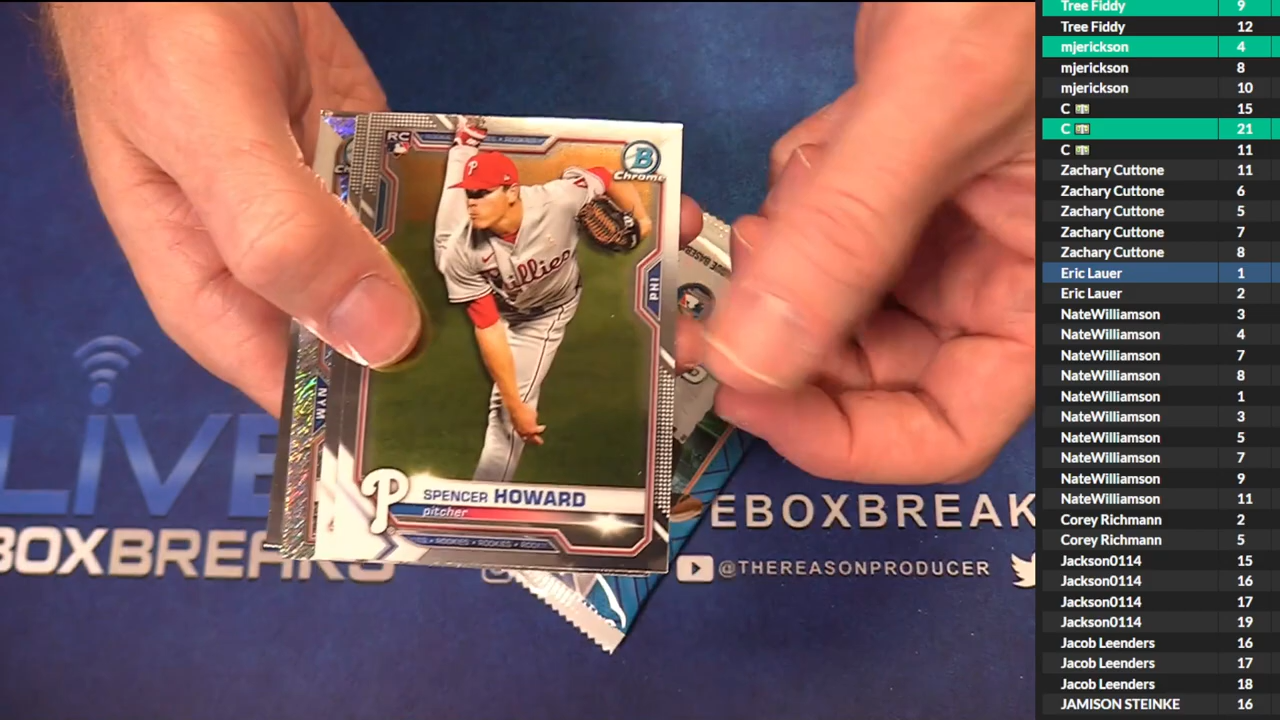 RC
B
Chrome
P
Phillies
PHI
NYM
P
SPENCER HOWARD
pitcher
LiVE
BOXBREAKS
EBOXBREAK
@THEREASONPRODUCER
Tree Fiddy 9
Tree Fiddy 12
mjerickson 4
mjerickson 8
mjerickson 10
C 15
C 21
C 11
Zachary Cuttone 11
Zachary Cuttone 6
Zachary Cuttone 5
Zachary Cuttone 7
Zachary Cuttone 8
Eric Lauer 1
Eric Lauer 2
NateWilliamson 3
NateWilliamson 4
NateWilliamson 7
NateWilliamson 8
NateWilliamson 1
NateWilliamson 3
NateWilliamson 5
NateWilliamson 7
NateWilliamson 9
NateWilliamson 11
Corey Richmann 2
Corey Richmann 5
Jackson0114 15
Jackson0114 16
Jackson0114 17
Jackson0114 19
Jacob Leenders 16
Jacob Leenders 17
Jacob Leenders 18
JAMISON STEINKE 16